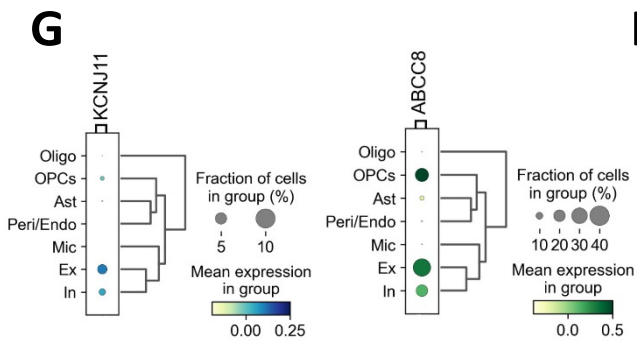 G
KCNJ11
Oligo
OPCs
Ast
Peri/Endo
Mic
Ex
In
Fraction of cells
in group (%)
5 10
Mean expression
in group
0.00 0.25
ABCC8
Oligo
OPCs
Ast
Peri/Endo
Mic
Ex
In
Fraction of cells
in group (%)
10 20 30 40
Mean expression
in group
0.0 0.5